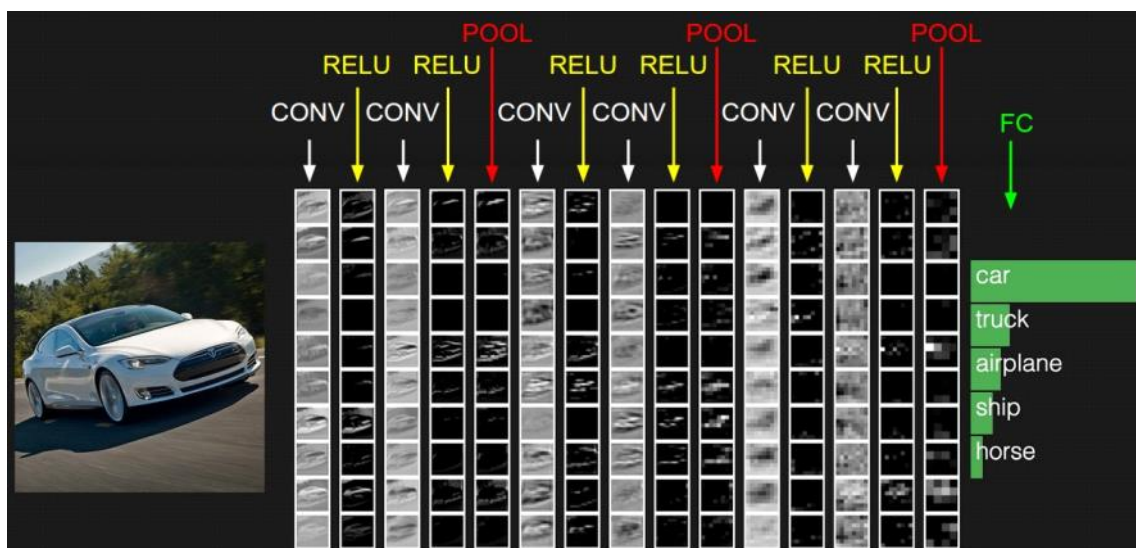 POOL POOL POOL
RELU RELU RELU RELU RELU RELU
CONV CONV CONV CONV CONV CONV
FC
car
truck
airplane
ship
horse